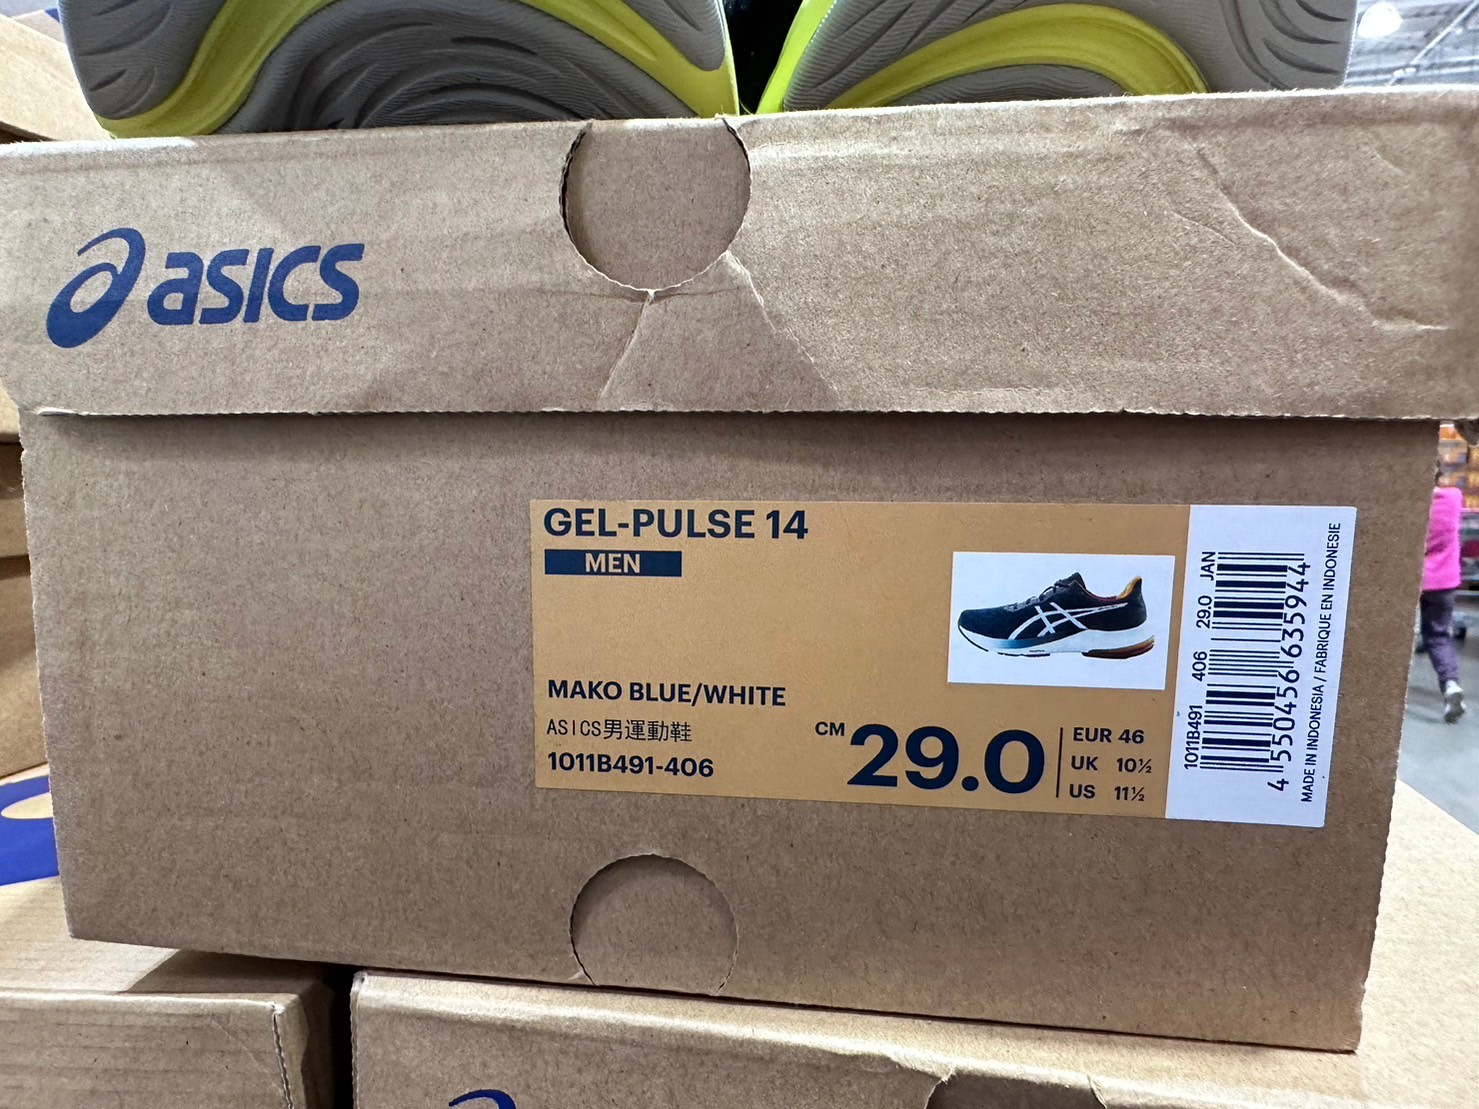 asics
GEL-PULSE 14
MEN
MAKO BLUE/WHITE
ASICS男運動鞋
1011B491-406
CM 29.0
EUR 46
UK 10½
US 11½
1011B491 406 29.0 JAN
4 550456 635944
MADE IN INDONESIA / FABRIQUE EN INDONESIE